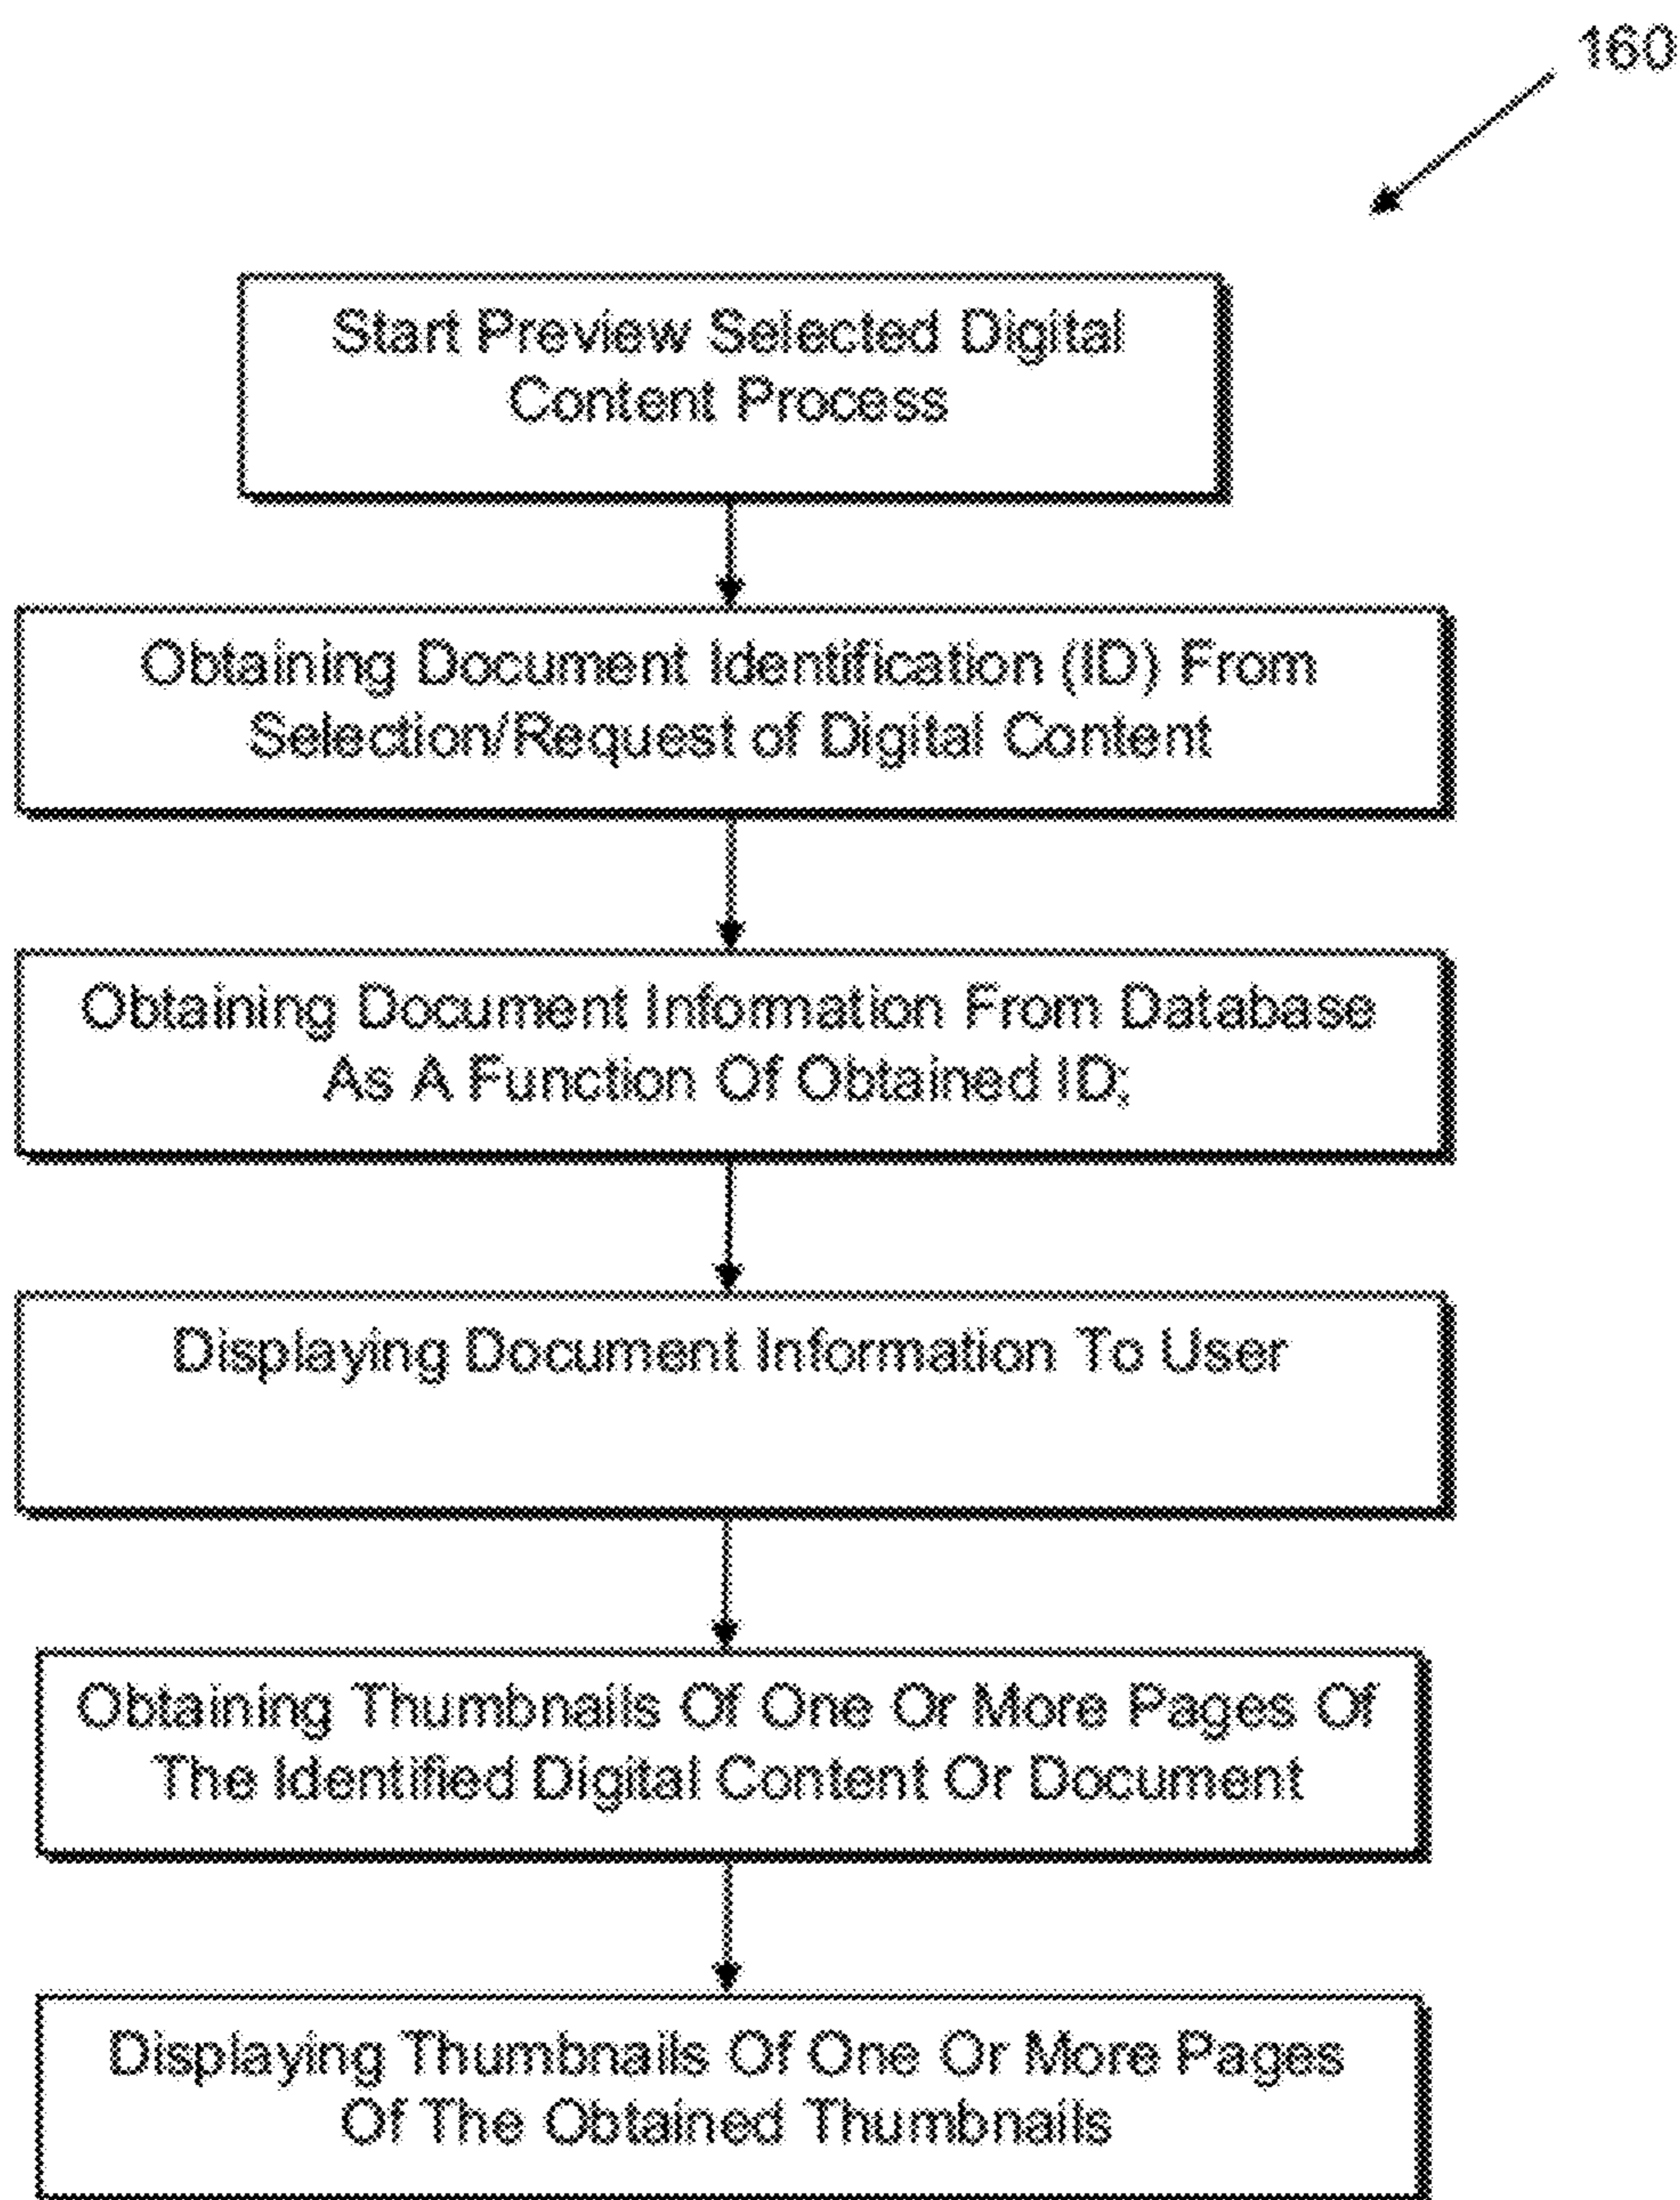 160
Start Preview Selected Digital
Content Process
Obtaining Document Identification (ID) From
Selection/Request of Digital Content
Obtaining Document Information From Database
As A Function Of Obtained ID;
Displaying Document Information To User
Obtaining Thumbnails Of One Or More Pages Of
The Identified Digital Content Or Document
Displaying Thumbnails Of One Or More Pages
Of The Obtained Thumbnails